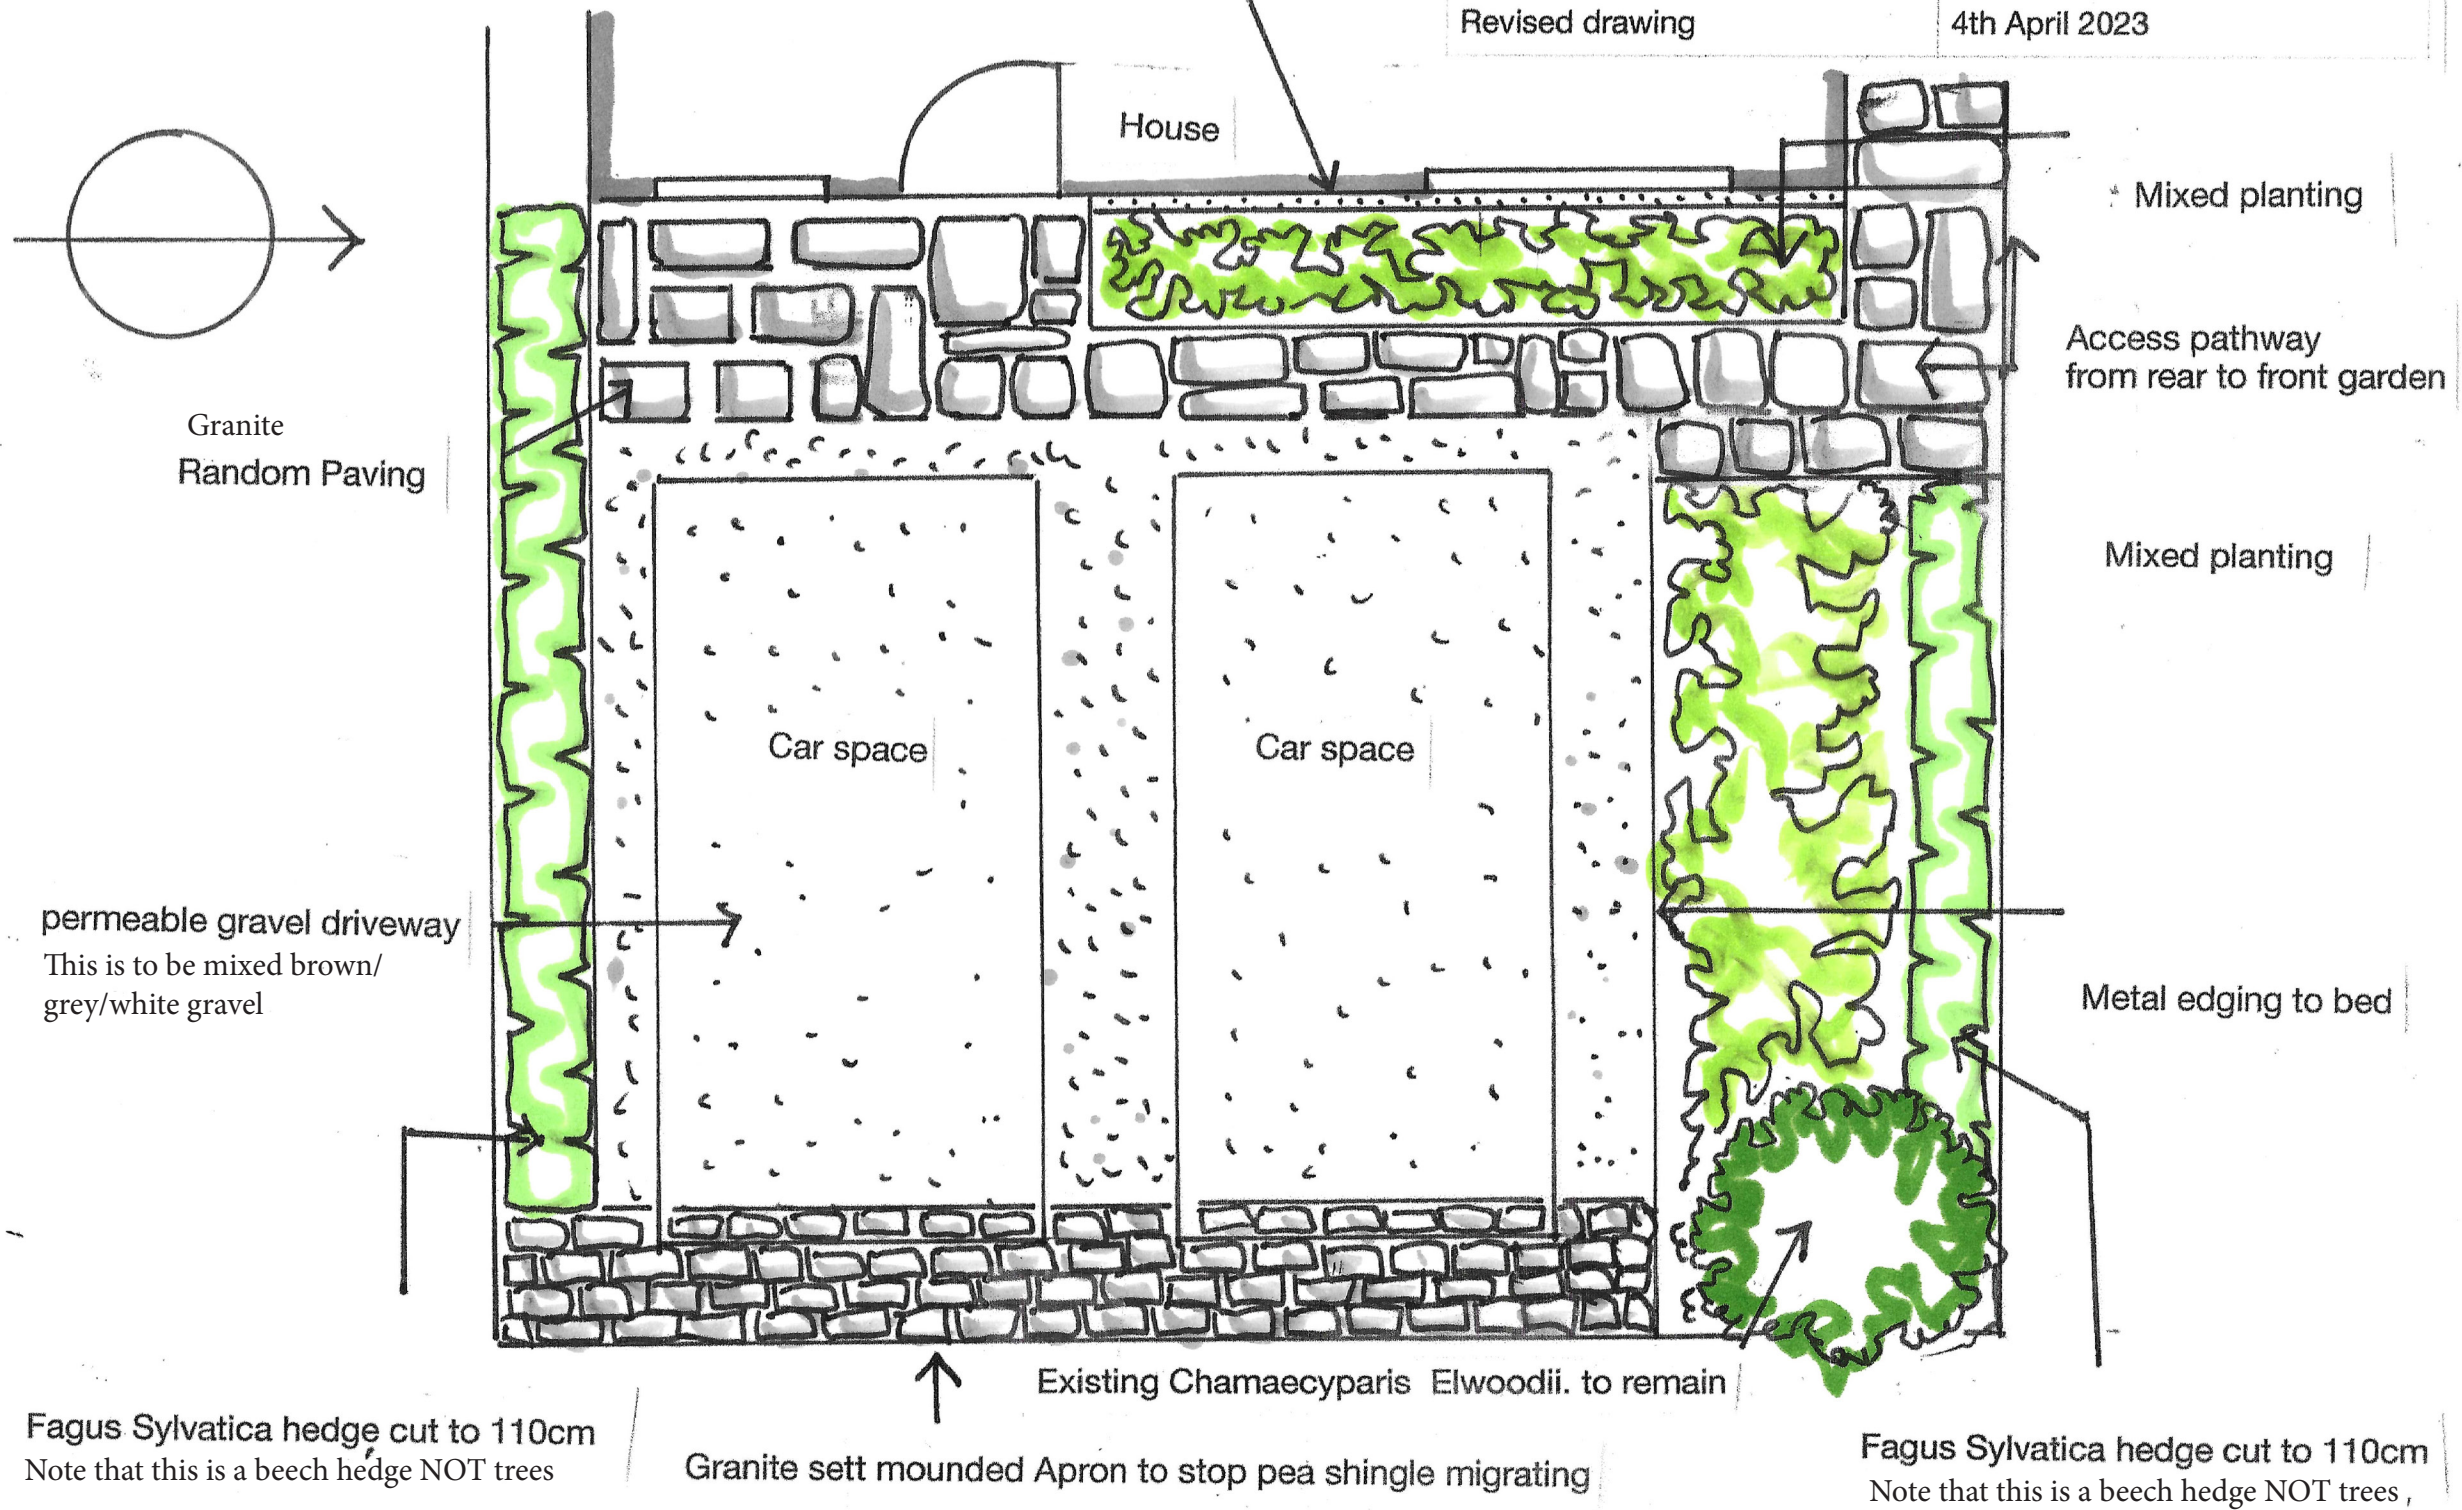 Revised drawing 4th April 2023
House
Mixed planting
Access pathway
from rear to front garden
Granite
Random Paving
Mixed planting
Car space
Car space
permeable gravel driveway
This is to be mixed brown/
grey/white gravel
Metal edging to bed
Existing Chamaecyparis Elwoodii. to remain
Fagus Sylvatica hedge cut to 110cm
Note that this is a beech hedge NOT trees
Granite sett mounded Apron to stop pea shingle migrating
Fagus Sylvatica hedge cut to 110cm
Note that this is a beech hedge NOT trees